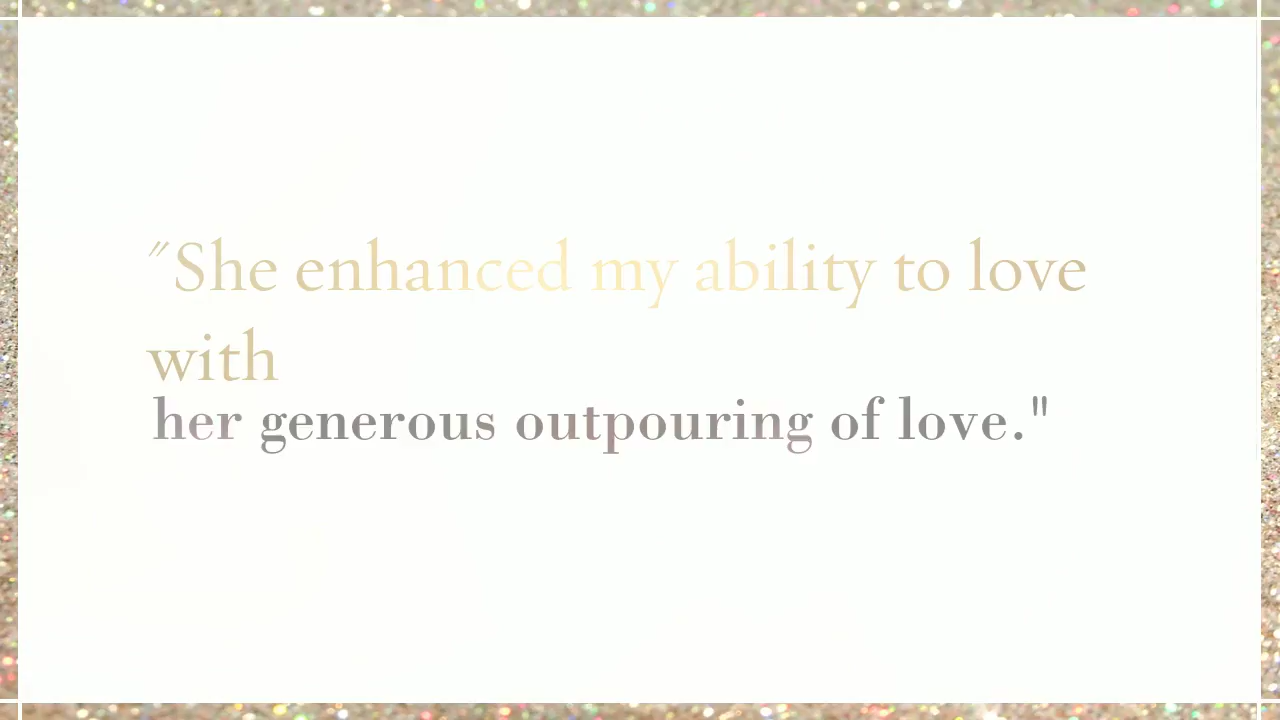 "She enhanced my ability to love
with
her generous outpouring of love."